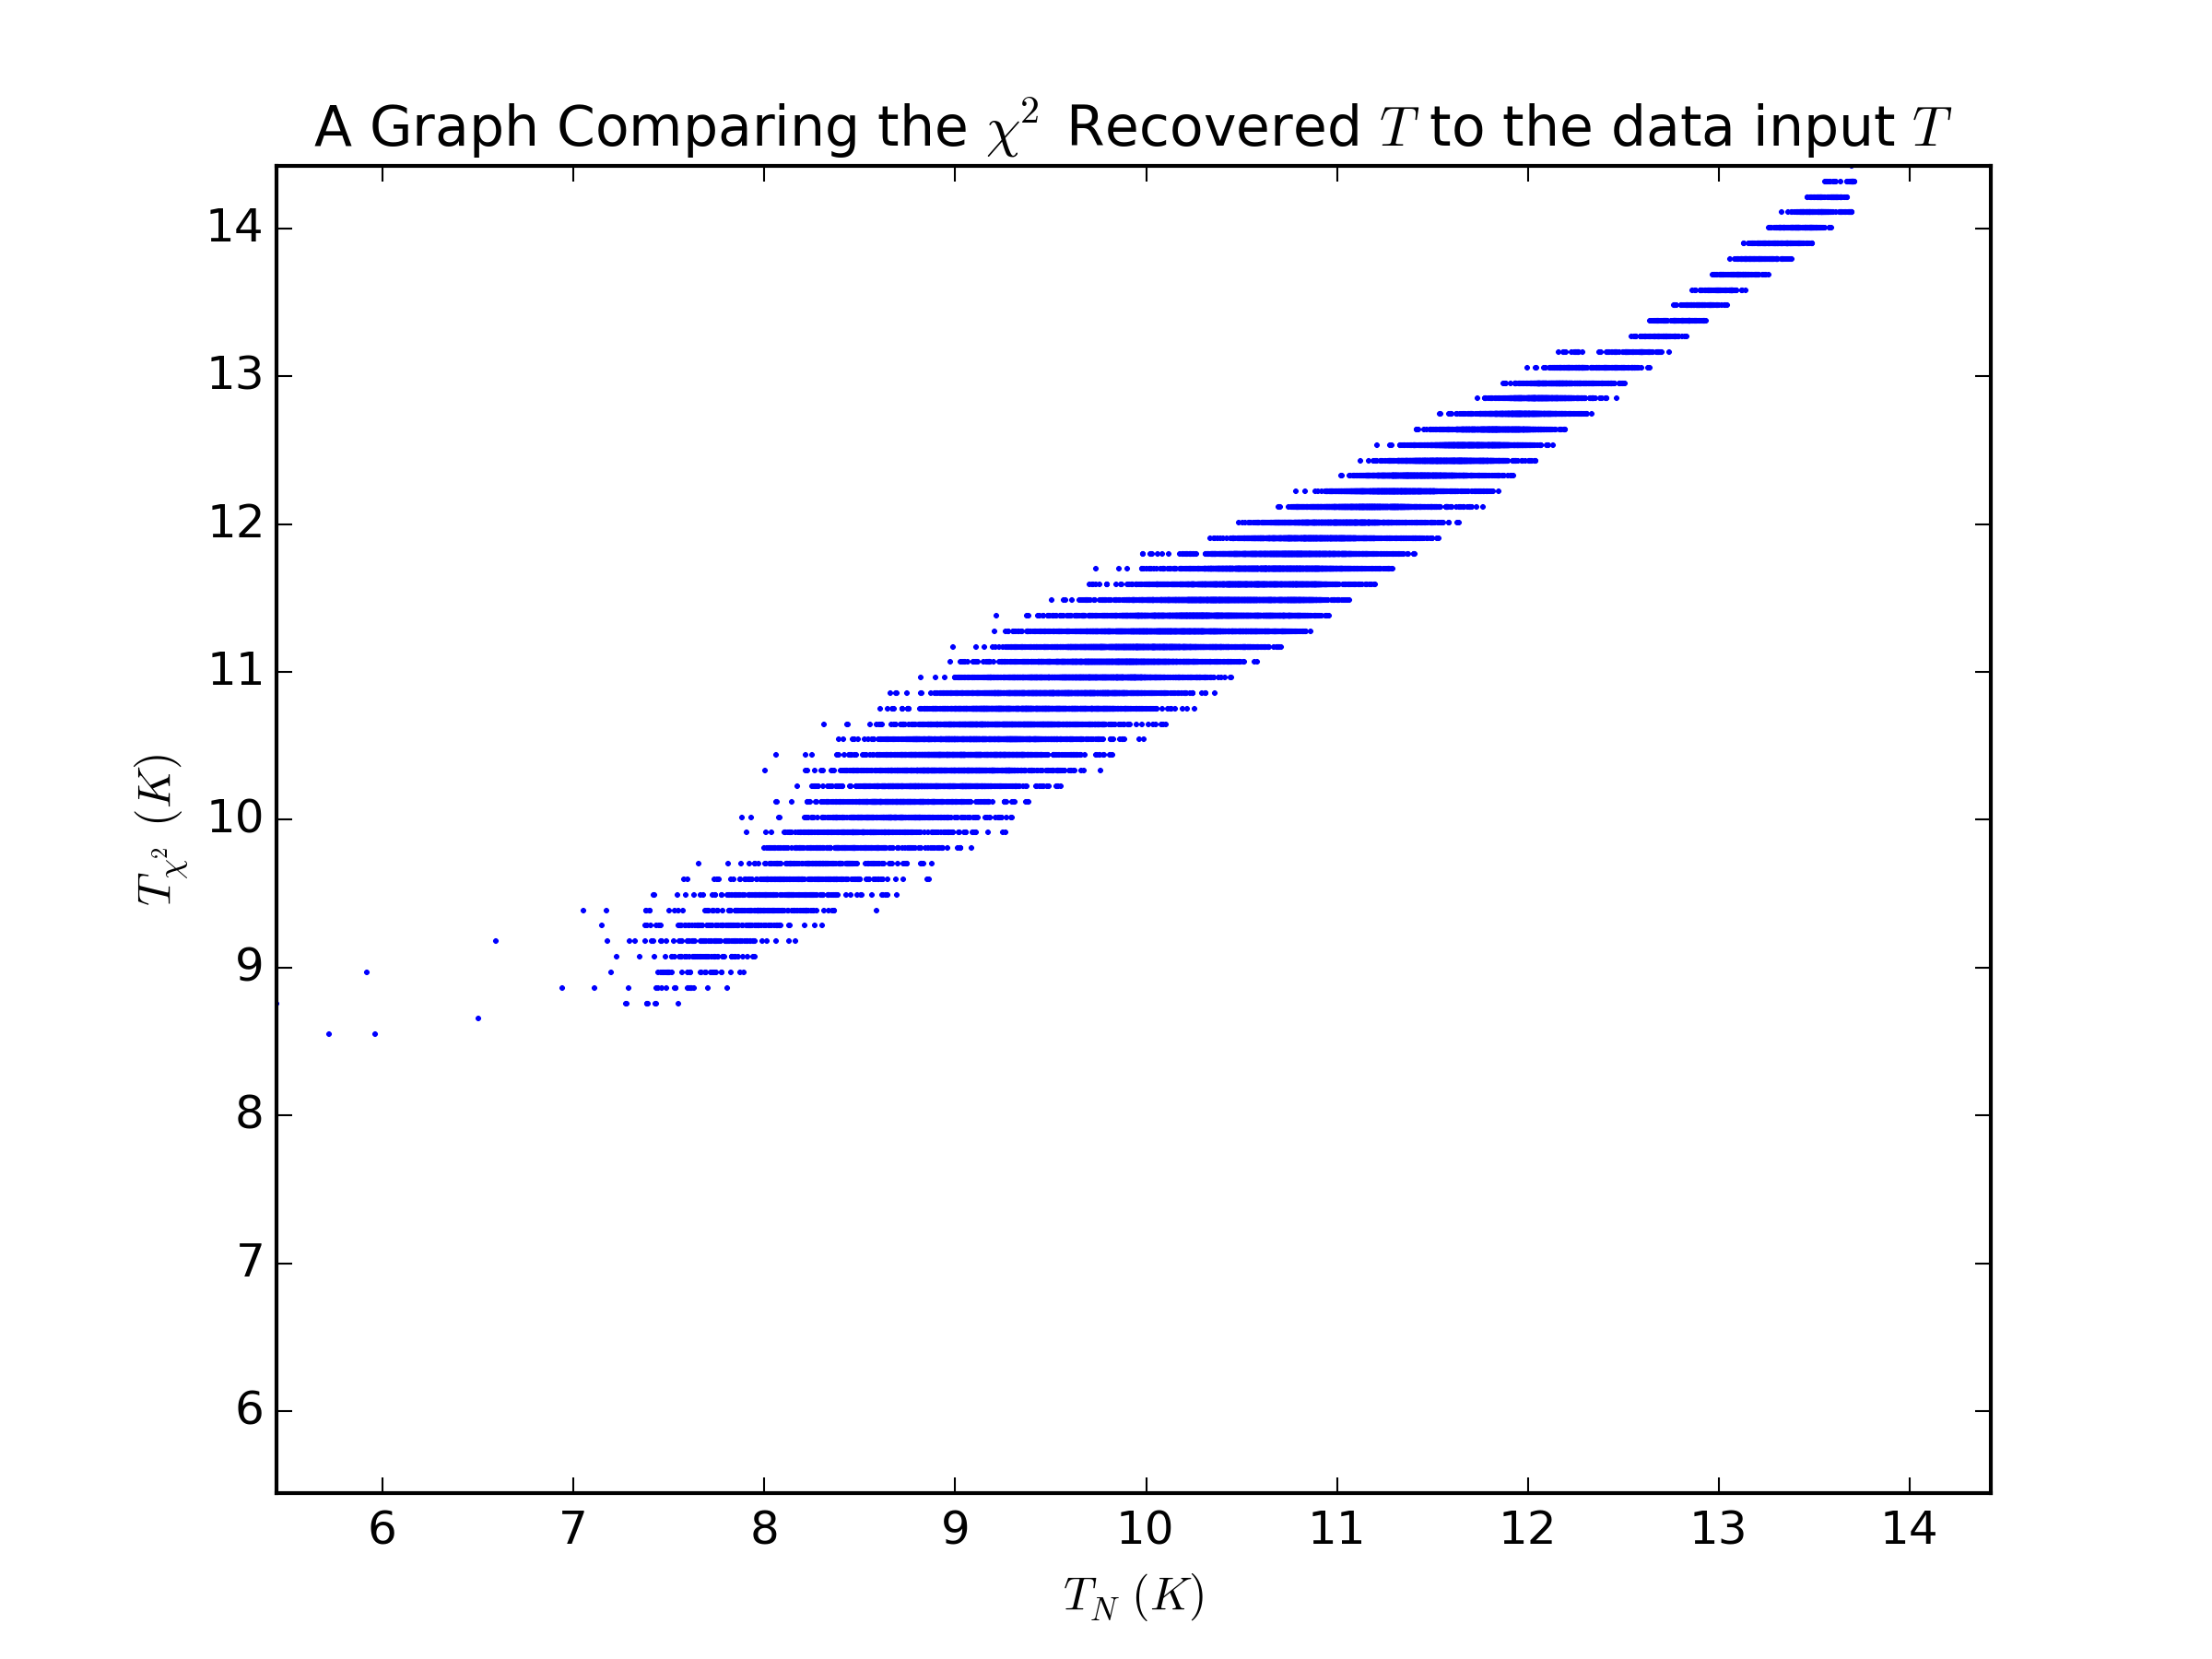 A Graph Comparing the χ² Recovered T to the data input T
14
13
12
11
10
9
8
7
6
T_χ² (K)
6 7 8 9 10 11 12 13 14
T_N (K)